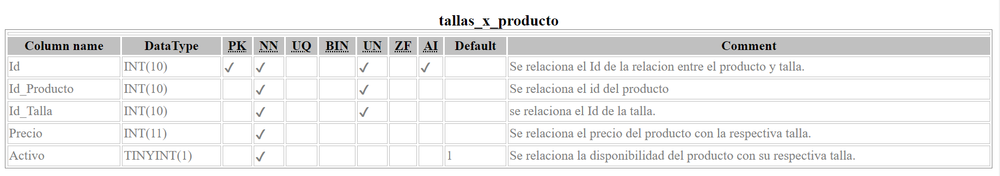 tallas_x_producto
Column name DataType PK NN UQ BIN UN ZF AI Default Comment
Id INT(10) ✓ ✓ ✓ ✓ Se relaciona el Id de la relacion entre el producto y talla.
Id_Producto INT(10) ✓ ✓ Se relaciona el id del producto
Id_Talla INT(10) ✓ ✓ se relaciona el Id de la talla.
Precio INT(11) ✓ Se relaciona el precio del producto con la respectiva talla.
Activo TINYINT(1) ✓ 1 Se relaciona la disponibilidad del producto con su respectiva talla.